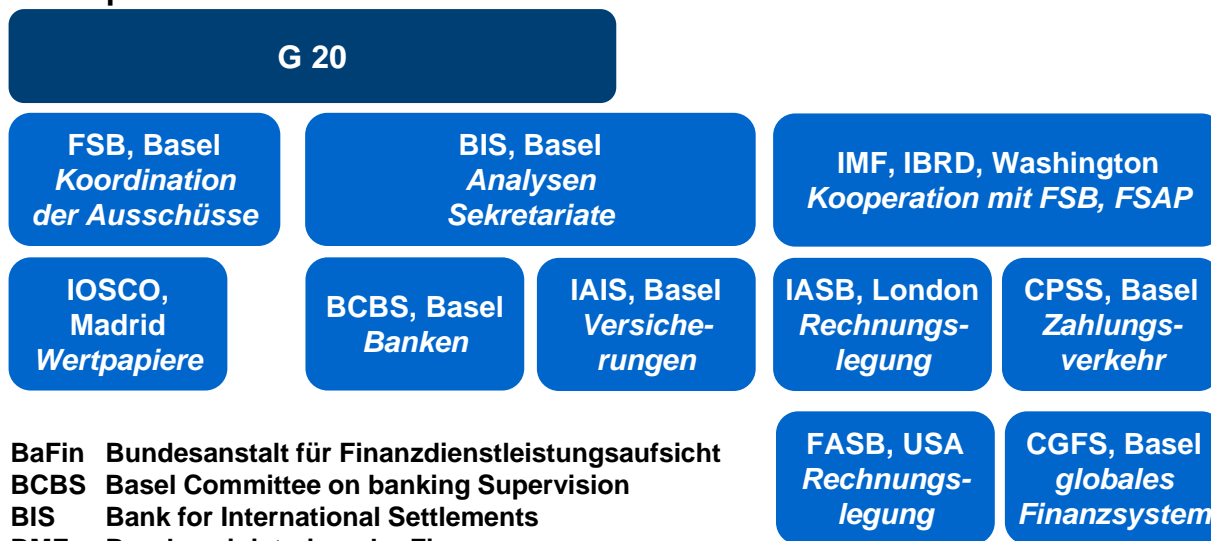 G 20
FSB, Basel
Koordination
der Ausschüsse
BIS, Basel
Analysen
Sekretariate
IMF, IBRD, Washington
Kooperation mit FSB, FSAP
IOSCO,
Madrid
Wertpapiere
BCBS, Basel
Banken
IAIS, Basel
Versiche-
rungen
IASB, London
Rechnungs-
legung
CPSS, Basel
Zahlungs-
verkehr
FASB, USA
Rechnungs-
legung
CGFS, Basel
globales
Finanzsystem
BaFin Bundesanstalt für Finanzdienstleistungsaufsicht
BCBS Basel Committee on banking Supervision
BIS Bank for International Settlements